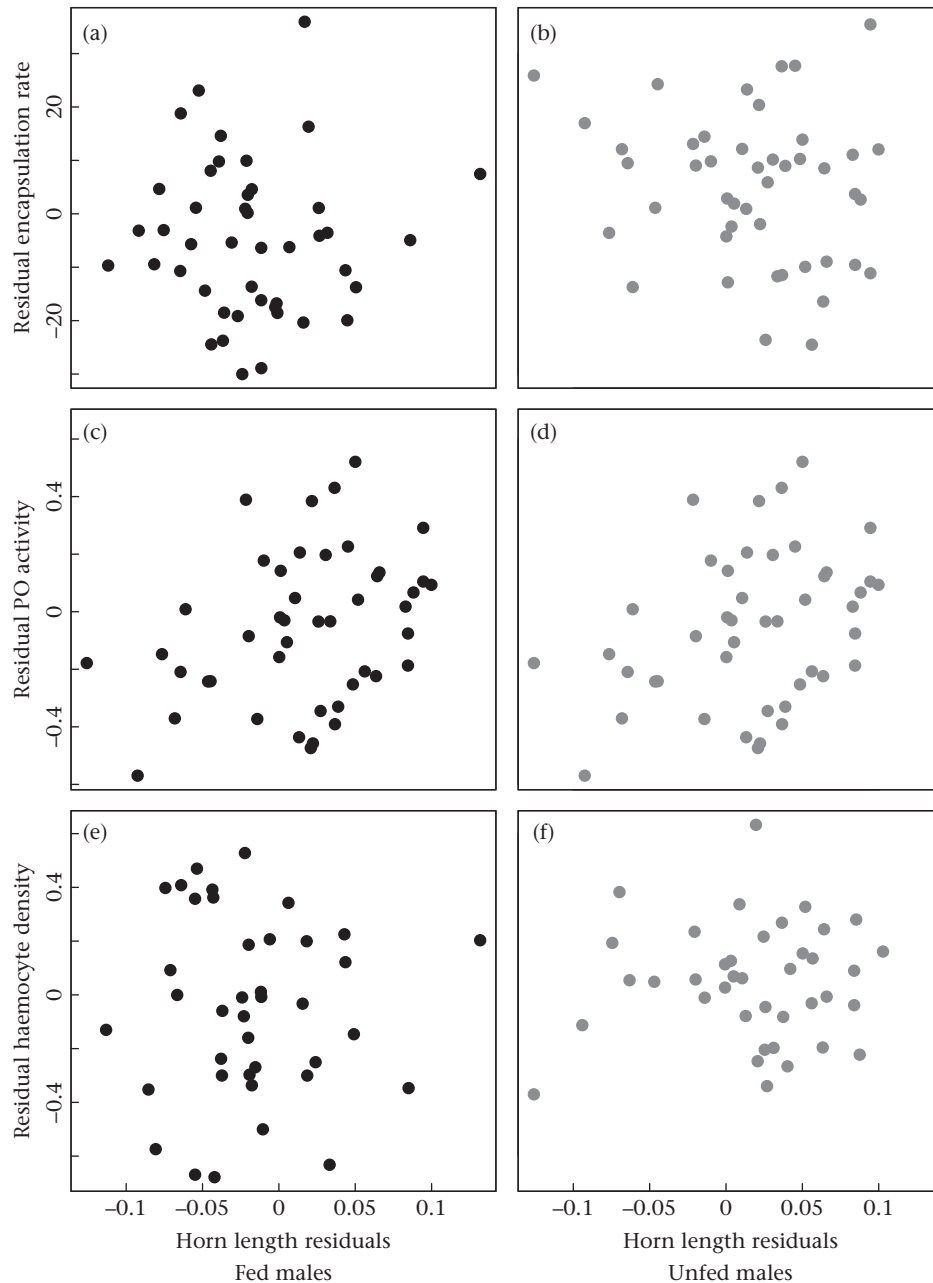 (a)
(b)
Residual encapsulation rate
20
0
−20
(c)
(d)
Residual PO activity
0.4
0
−0.4
(e)
(f)
Residual haemocyte density
0.4
0
−0.4
−0.1 −0.05 0 0.05 0.1
−0.1 −0.05 0 0.05 0.1
Horn length residuals
Fed males
Horn length residuals
Unfed males